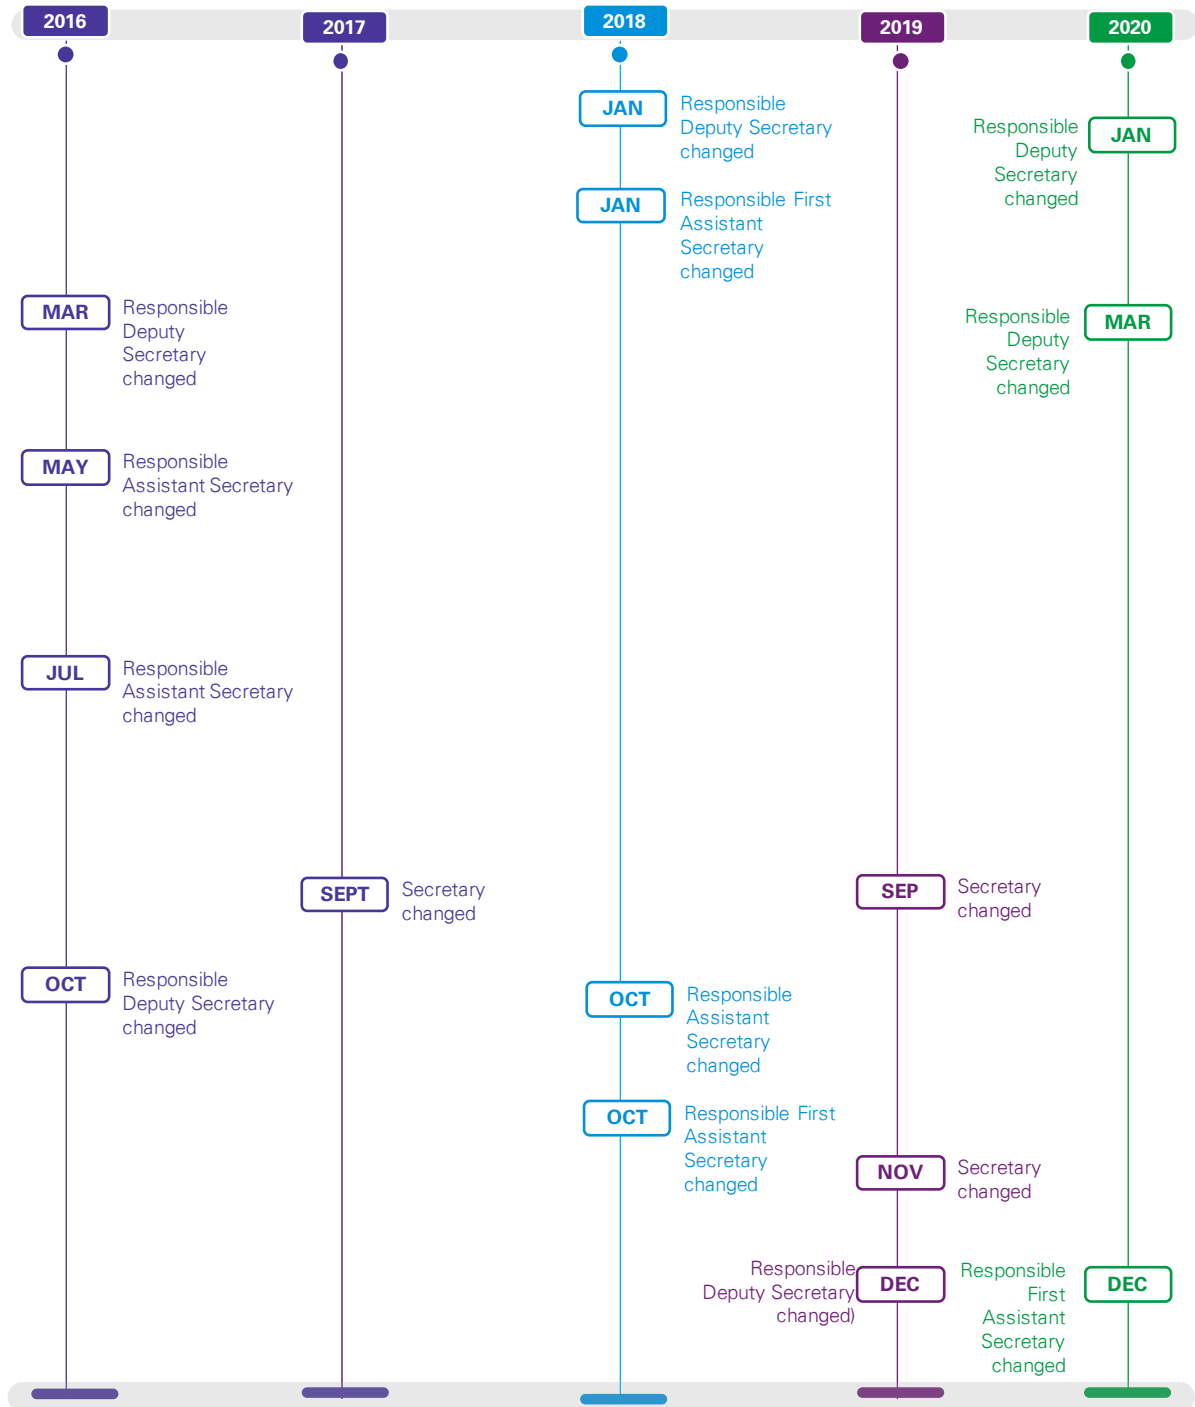 2016
2017
2018
2019
2020
MAR
Responsible
Deputy
Secretary
changed
MAY
Responsible
Assistant Secretary
changed
JUL
Responsible
Assistant Secretary
changed
OCT
Responsible
Deputy Secretary
changed
SEPT
Secretary
changed
JAN
Responsible
Deputy Secretary
changed
JAN
Responsible First
Assistant
Secretary
changed
OCT
Responsible
Assistant
Secretary
changed
OCT
Responsible First
Assistant
Secretary
changed
SEP
Secretary
changed
NOV
Secretary
changed
DEC
Responsible
Deputy Secretary
changed)
JAN
Responsible
Deputy
Secretary
changed
MAR
Responsible
Deputy
Secretary
changed
DEC
Responsible
First
Assistant
Secretary
changed